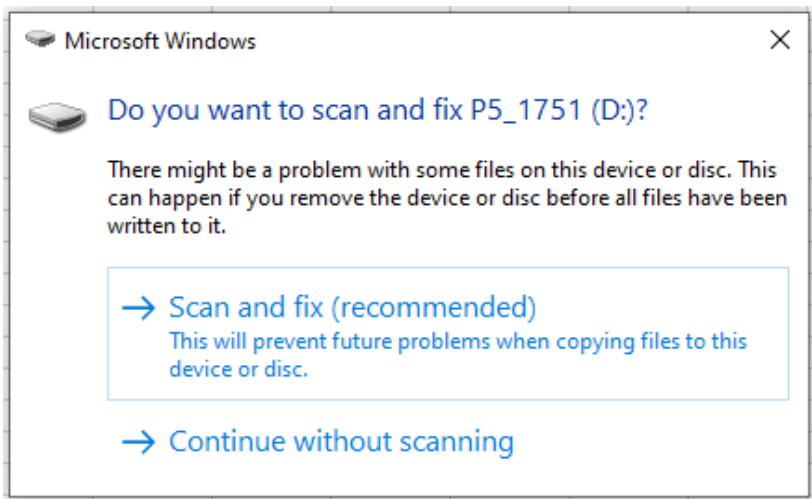 Microsoft Windows
Do you want to scan and fix P5_1751 (D:)?
There might be a problem with some files on this device or disc. This
can happen if you remove the device or disc before all files have been
written to it.
Scan and fix (recommended)
This will prevent future problems when copying files to this
device or disc.
Continue without scanning